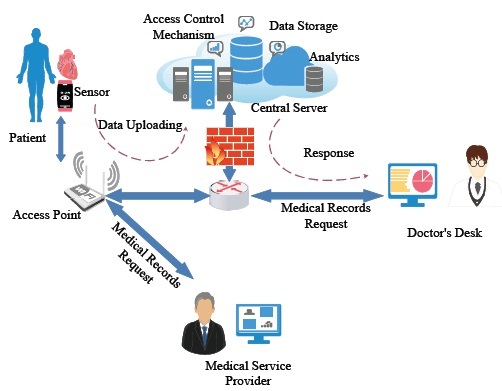 Access Control
Mechanism
Data Storage
Analytics
Sensor
Central Server
Patient
Data Uploading
Response
Access Point
Medical Records
Request
Doctor's Desk
Medical Records
Request
Medical Service
Provider